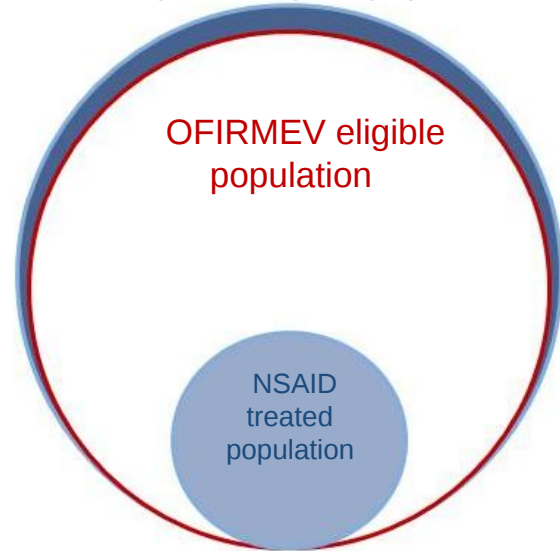 OFIRMEV eligible
population
NSAID
treated
population